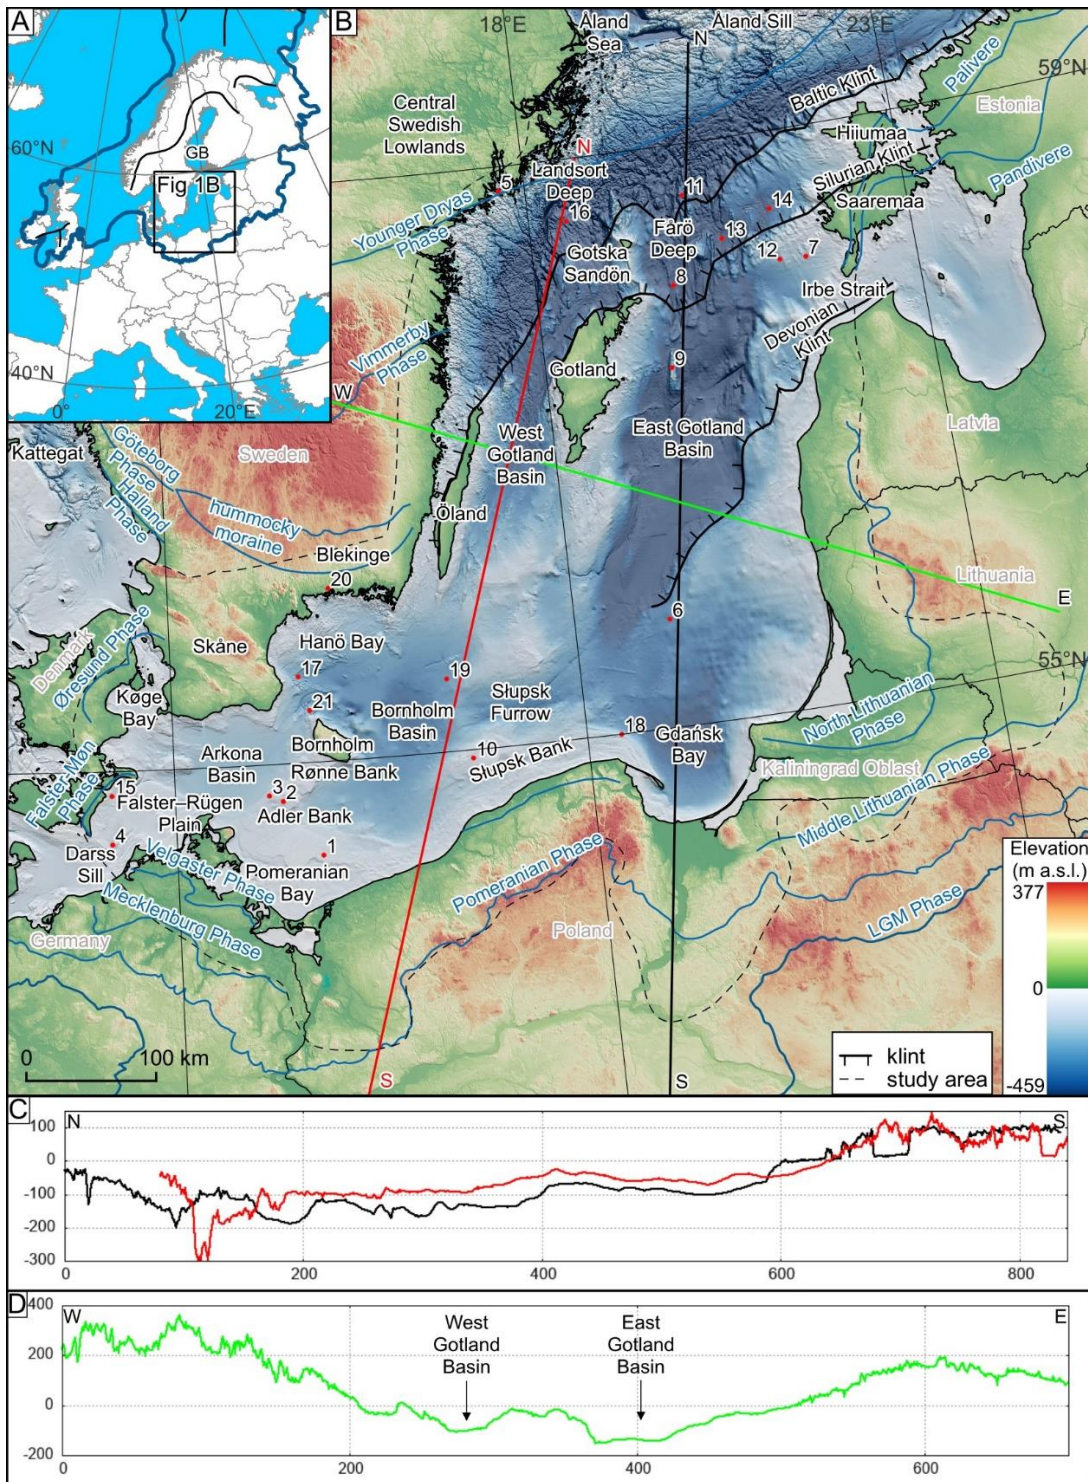 A
60°N
GB
Fig 1B
40°N
0°
20°E
B
18°E
Åland
Sea
Åland Sill
N
23°E
59°N
Palivere
Estonia
Baltic Klint
Central
Swedish
Lowlands
Hiiumaa
Silurian Klint
Pandivere
Saaremaa
N
Landsort
Deep
5
16
11
14
Younger Dryas
Phase
Fårö
Deep
13
12
7
Gotska
Sandön
8
Irbe Strait
Devonian
Klint
Vimmerby
Phase
W
Gotland
9
Latvia
Kattegat
Göteborg
Phase
Halland
Phase
Sweden
West
Gotland
Basin
East Gotland
Basin
hummocky
moraine
Öland
Blekinge
20
Lithuania
E
6
Denmark
Øresund Phase
Skåne
Hanö Bay
55°N
Køge
Bay
17
19
21
Słupsk
Furrow
Bornholm
Basin
18
Gdańsk
Bay
North Lithuanian
Phase
Arkona
Basin
Bornholm
10
Słupsk Bank
Rønne Bank
Kaliningrad Oblast
Falster-Møn
Phase
15
Falster–Rügen
Plain
3
2
Adler Bank
Middle Lithuanian Phase
4
Darss
Sill
1
Velgaster Phase
Pomeranian
Bay
Pomeranian Phase
Mecklenburg Phase
LGM Phase
Germany
Poland
Elevation
(m a.s.l.)
377
0
-459
0
100 km
klint
study area
S
S
C
N
S
100
0
-100
-200
-300
0
200
400
600
800
D
W
E
400
200
0
-200
West
Gotland
Basin
East
Gotland
Basin
0
200
400
600